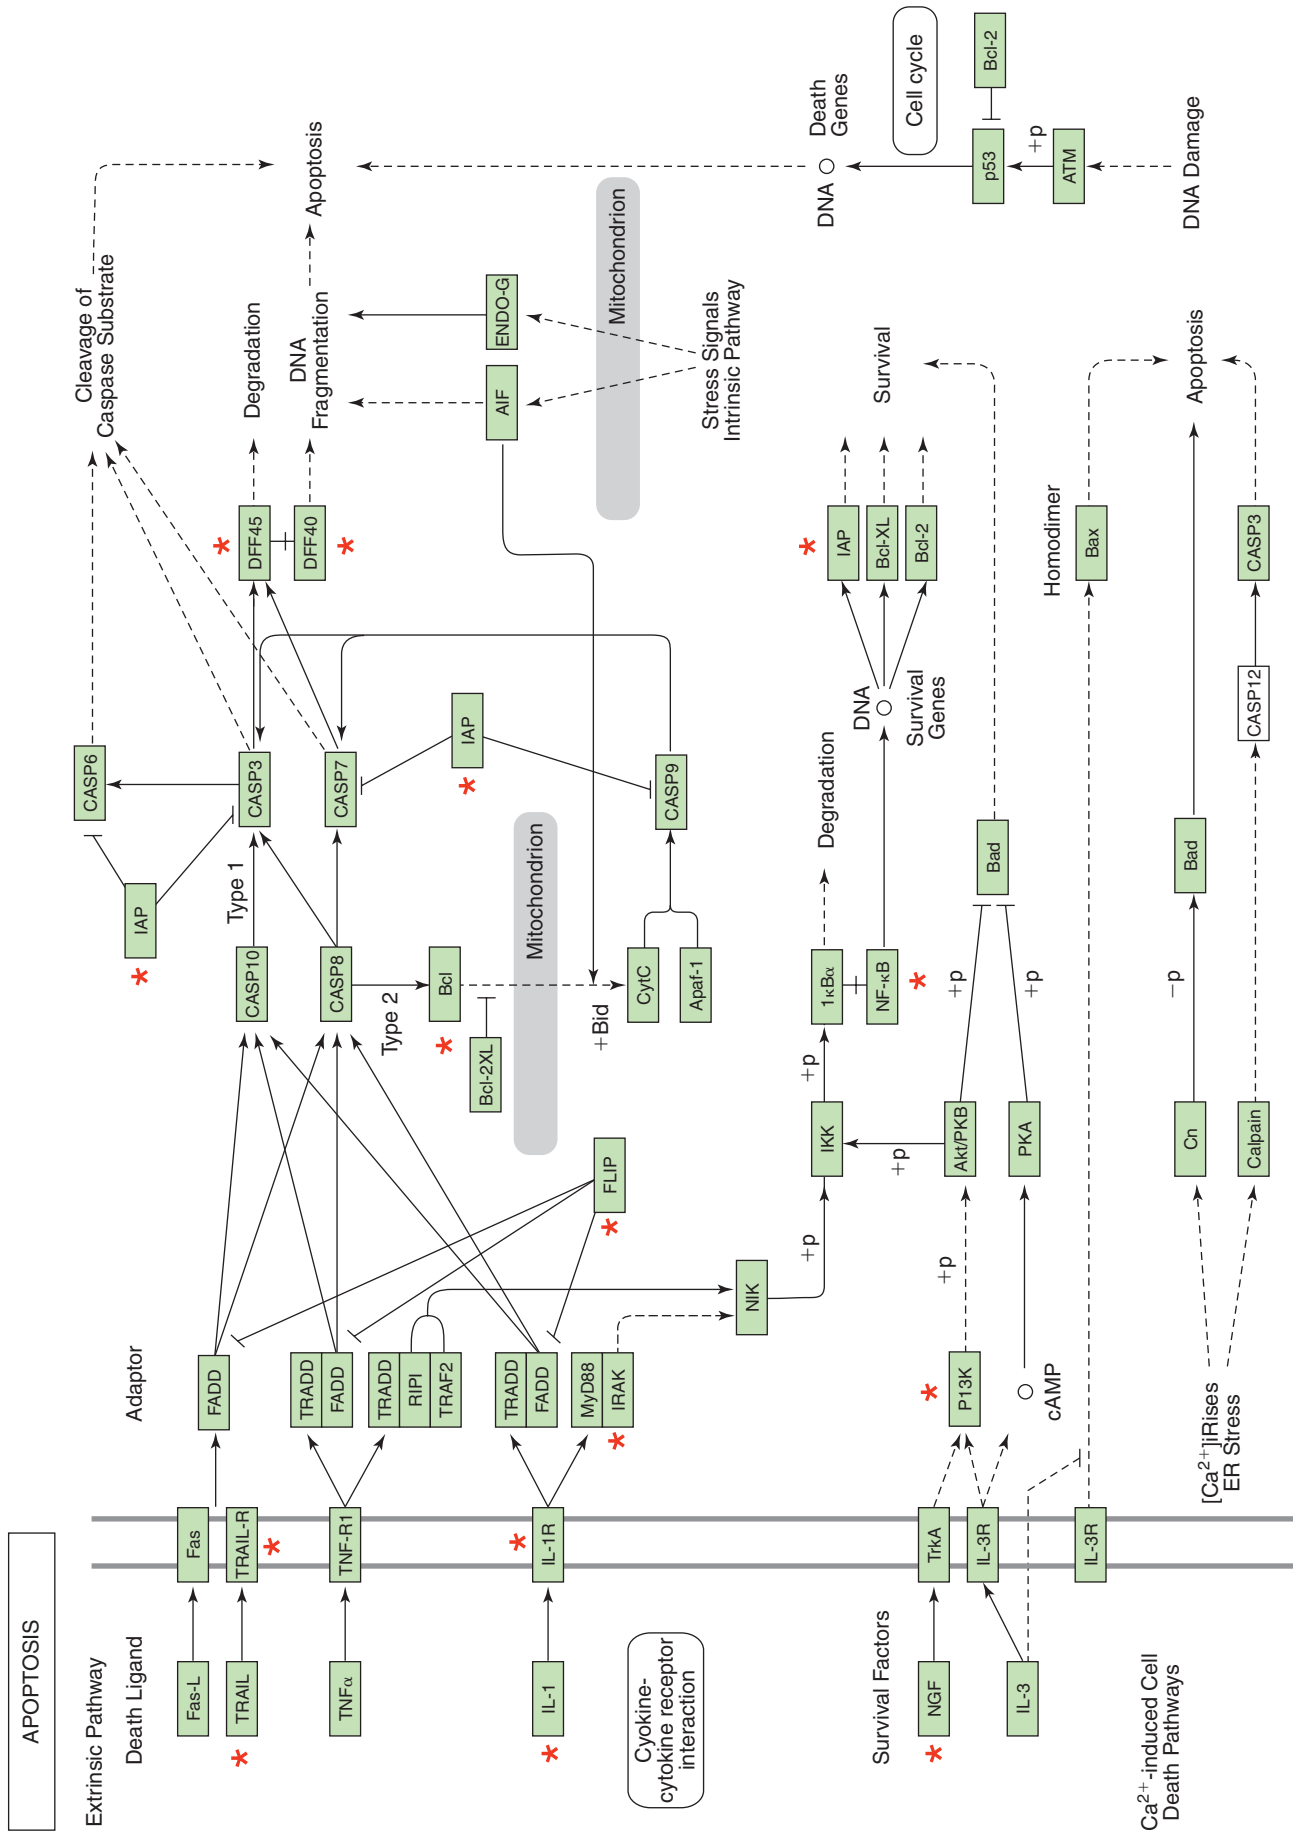 APOPTOSIS
Extrinsic Pathway
Death Ligand
Adaptor
Fas-L
Fas
FADD
TRAIL
*
TRAIL-R
*
TNFα
TNF-R1
TRADD
FADD
TRADD
RIPI
TRAF2
IL-1
*
IL-1R
*
TRADD
FADD
MyD88
IRAK
*
FLIP
*
NIK
Cyokine-
cytokine receptor
interaction
IAP
*
CASP6
Cleavage of
Caspase Substrate
CASP10
Type 1
CASP3
DFF45
*
Degradation
CASP8
CASP7
DFF40
*
DNA
Fragmentation
Apoptosis
Type 2
Bcl
*
IAP
*
Bcl-2XL
AIF
ENDO-G
Mitochondrion
Mitochondrion
+Bid
CytC
Apaf-1
CASP9
Stress Signals
Intrinsic Pathway
DNA
Death
Genes
Cell cycle
p53
Bcl-2
+p
ATM
DNA Damage
+p
IKK
+p
1κBα
Degradation
NF-κB
*
DNA
Survival
Genes
IAP
*
Bcl-XL
Bcl-2
Survival
Survival Factors
NGF
*
TrkA
P13K
*
+p
Akt/PKB
+p
+p
Bad
IL-3
IL-3R
cAMP
PKA
+p
IL-3R
Homodimer
Bax
Ca2+-induced Cell
Death Pathways
[Ca2+]iRises
ER Stress
Cn
−p
Bad
Apoptosis
Calpain
CASP12
CASP3